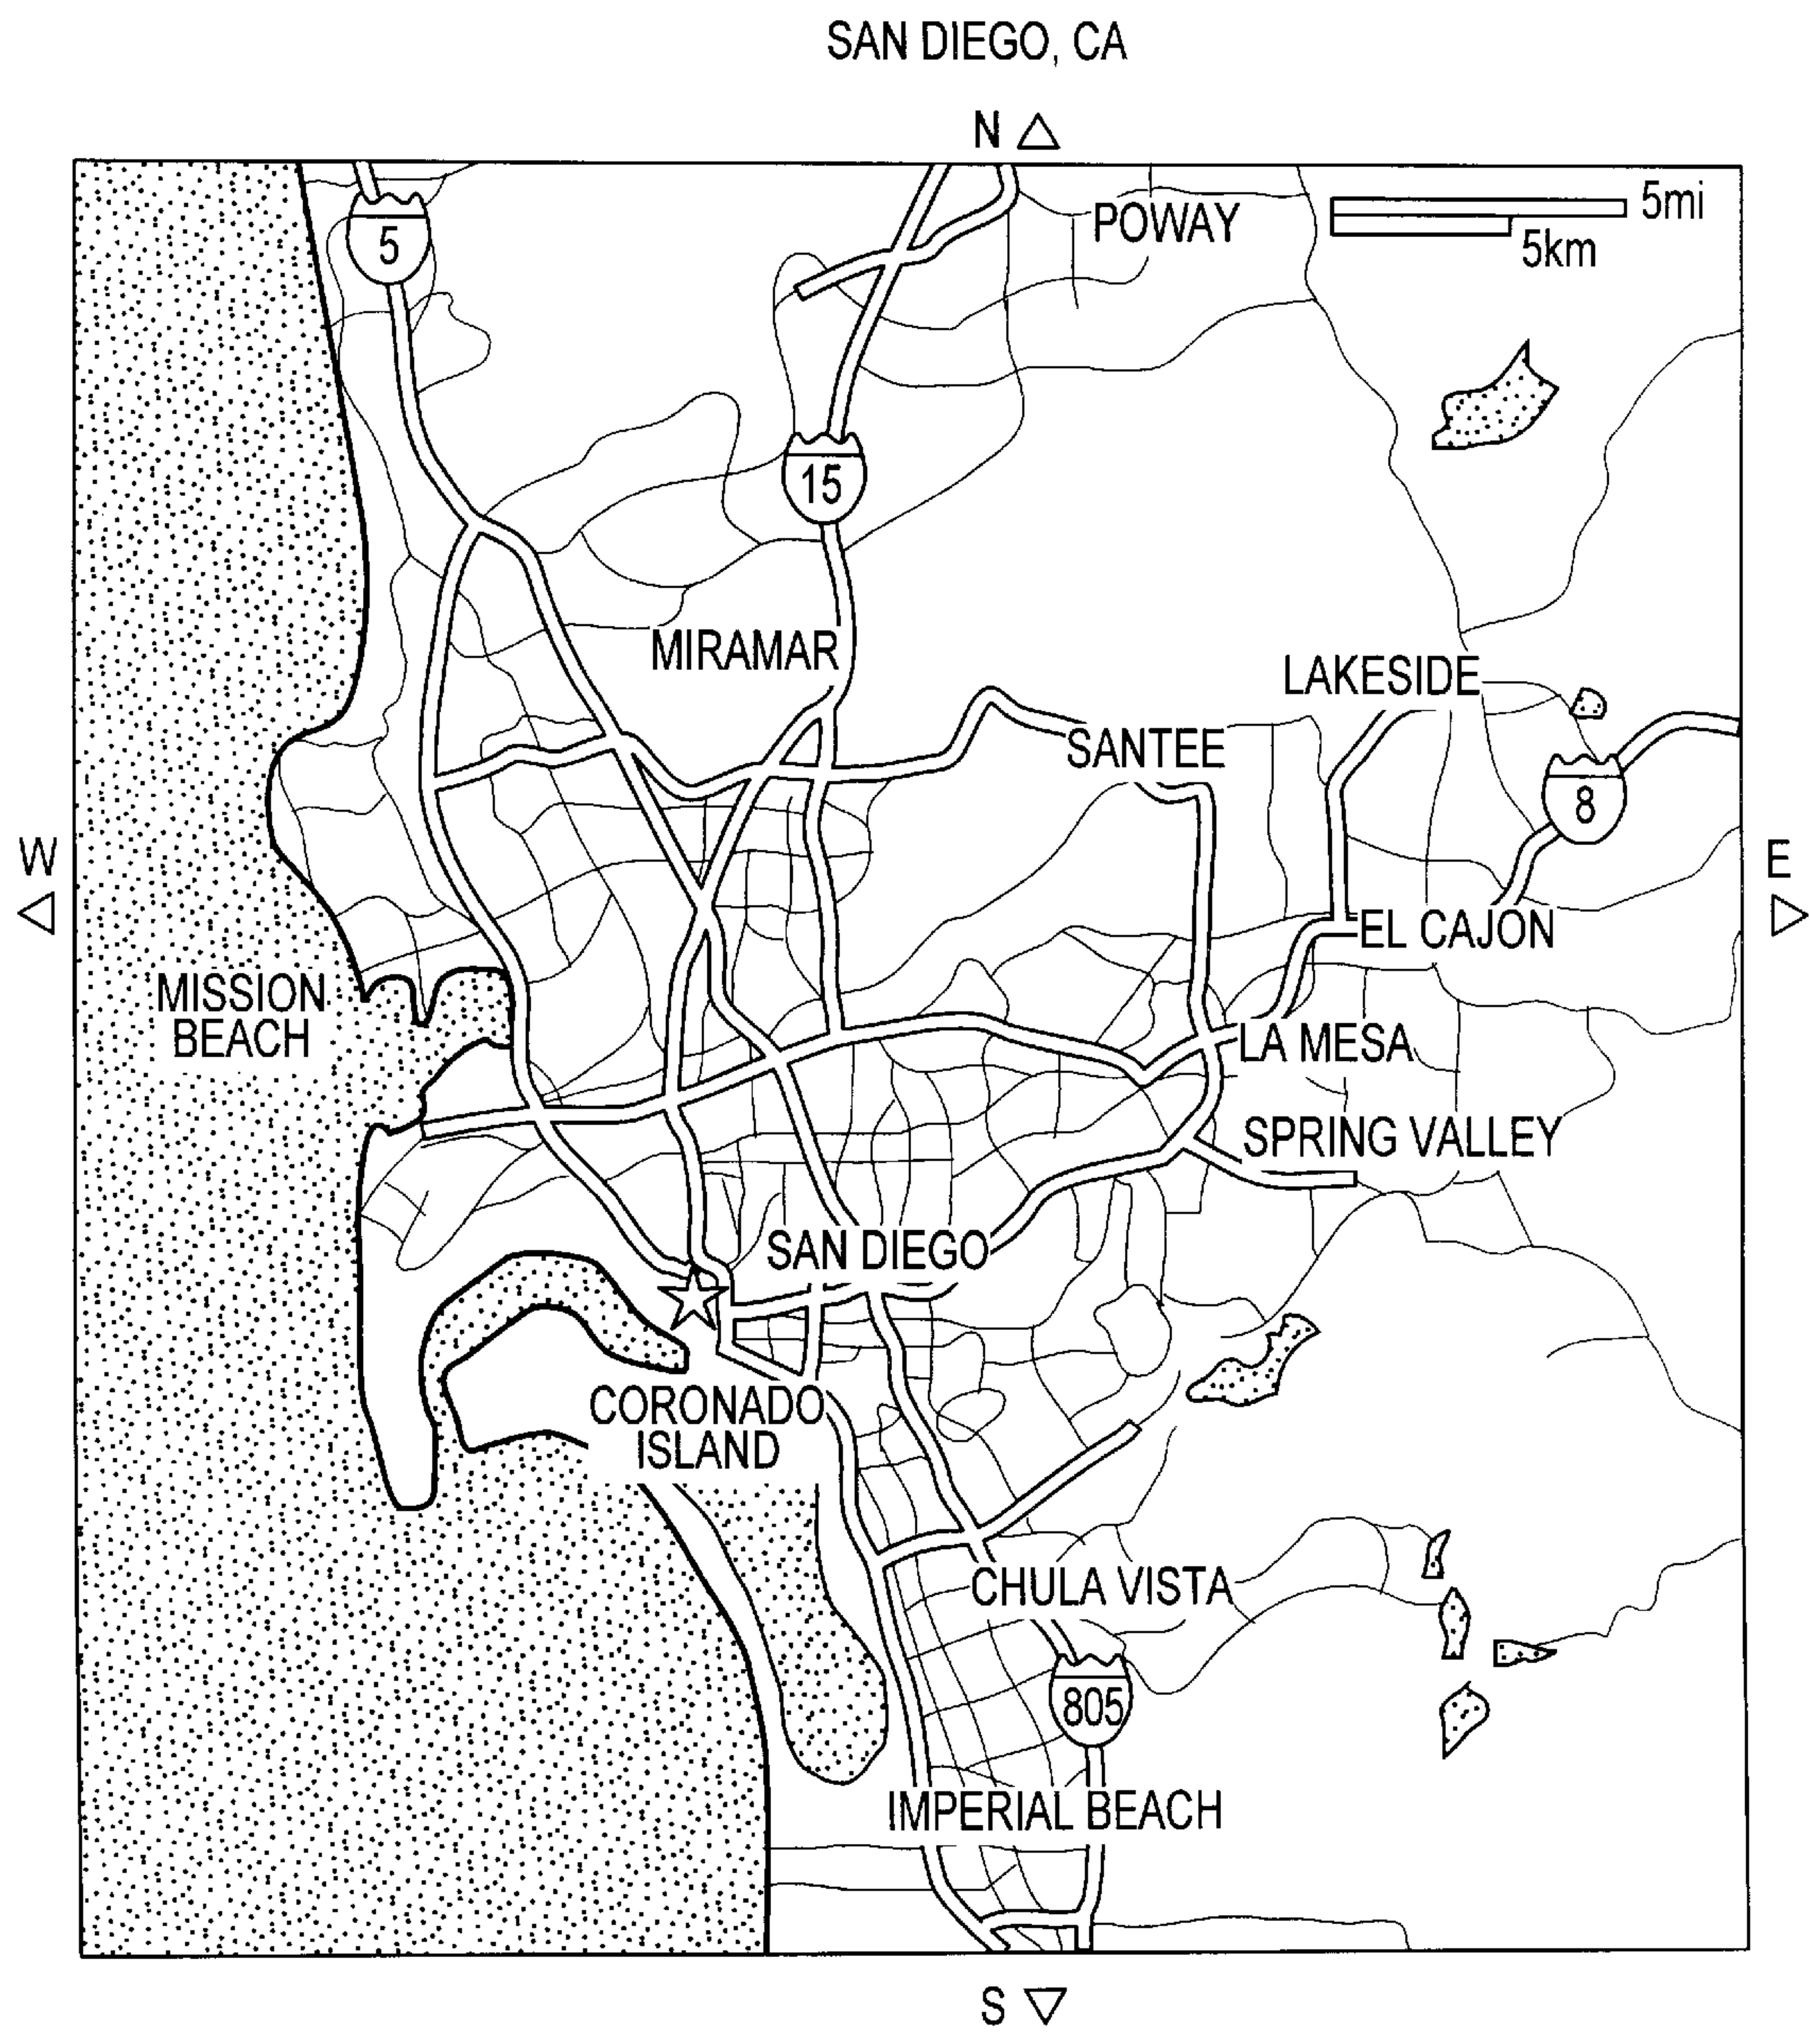 SAN DIEGO, CA
N
POWAY
5mi
5km
5
15
MIRAMAR
LAKESIDE
SANTEE
8
W
E
EL CAJON
MISSION
BEACH
LA MESA
SPRING VALLEY
SAN DIEGO
CORONADO
ISLAND
CHULA VISTA
805
IMPERIAL BEACH
S